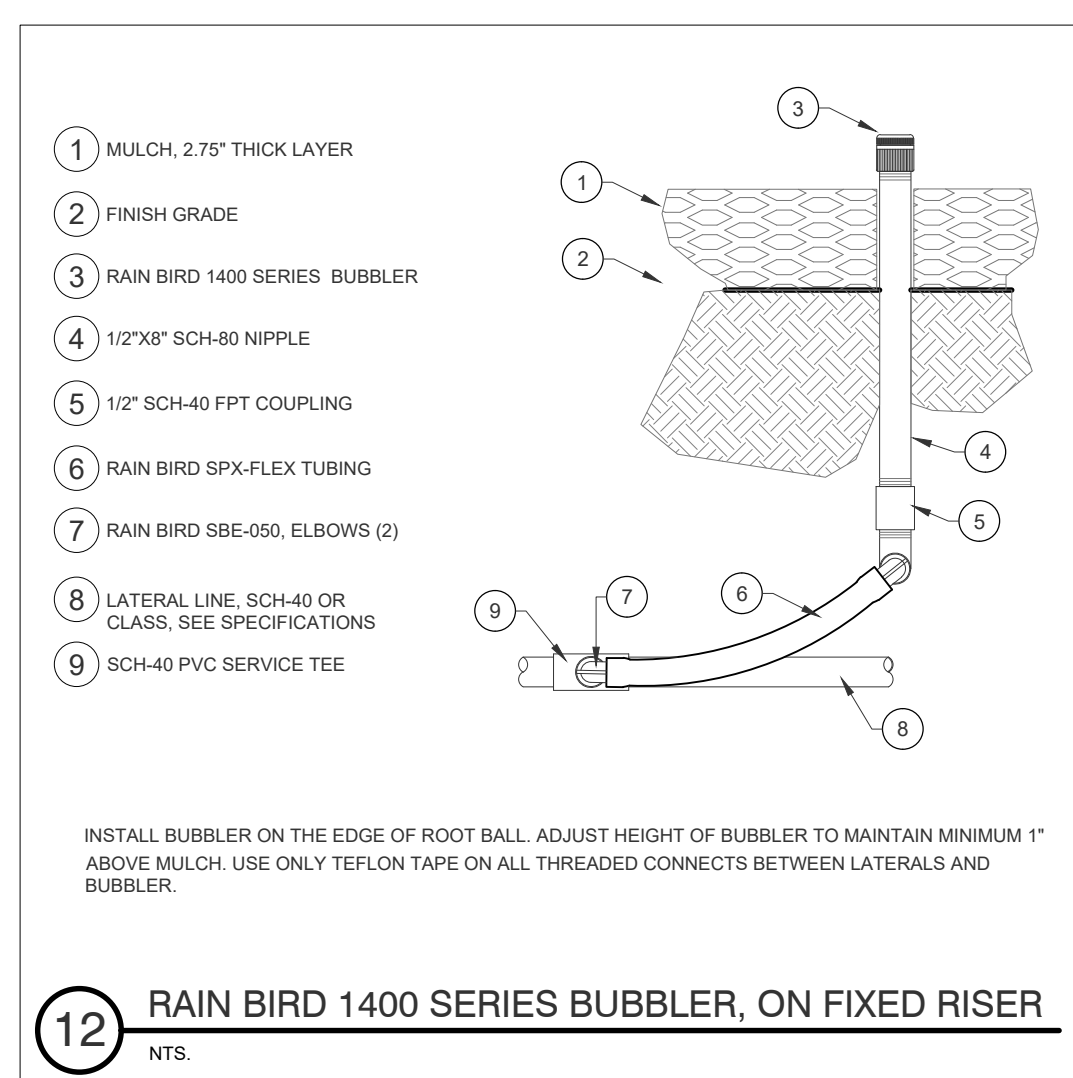 1 MULCH, 2.75" THICK LAYER
2 FINISH GRADE
3 RAIN BIRD 1400 SERIES BUBBLER
4 1/2"X8" SCH-80 NIPPLE
5 1/2" SCH-40 FPT COUPLING
6 RAIN BIRD SPX-FLEX TUBING
7 RAIN BIRD SBE-050, ELBOWS (2)
8 LATERAL LINE, SCH-40 OR
CLASS, SEE SPECIFICATIONS
9 SCH-40 PVC SERVICE TEE
3
1
2
4
5
6
7
9
8
INSTALL BUBBLER ON THE EDGE OF ROOT BALL. ADJUST HEIGHT OF BUBBLER TO MAINTAIN MINIMUM 1"
ABOVE MULCH. USE ONLY TEFLON TAPE ON ALL THREADED CONNECTS BETWEEN LATERALS AND
BUBBLER.
12 RAIN BIRD 1400 SERIES BUBBLER, ON FIXED RISER
NTS.